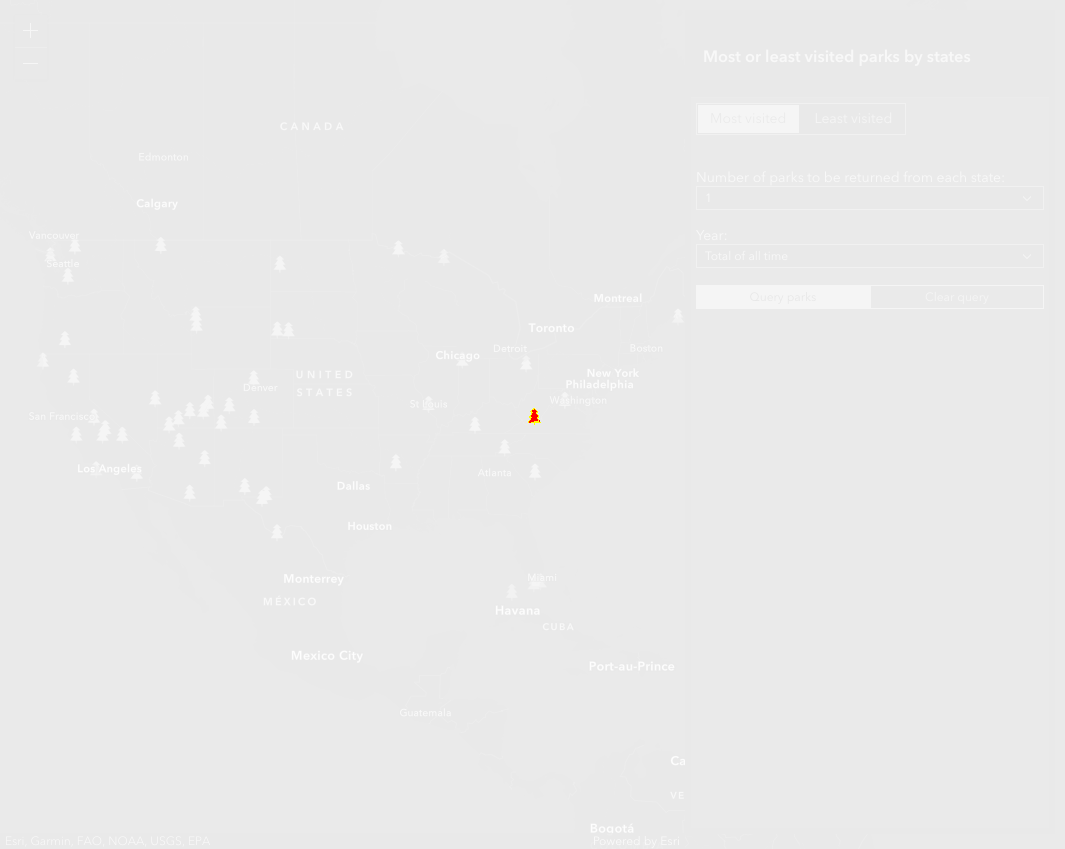 +
Most or least visited parks by states
CANADA
Most visited
Least visited
Edmonton
Number of parks to be returned from each state:
1
Calgary
Vancouver
Year:
Seattle
Total of all time
Query parks
Clear query
Montreal
Toronto
Detroit
Boston
Chicago
UNITED
STATES
New York
Philadelphia
Denver
Washington
St Louis
San Francisco
Los Angeles
Atlanta
Dallas
Houston
Monterrey
Miami
MÉXICO
Havana
CUBA
Mexico City
Port-au-Prince
Guatemala
Ca
VE
Bogotá
Esri, Garmin, FAO, NOAA, USGS, EPA
Powered by Esri